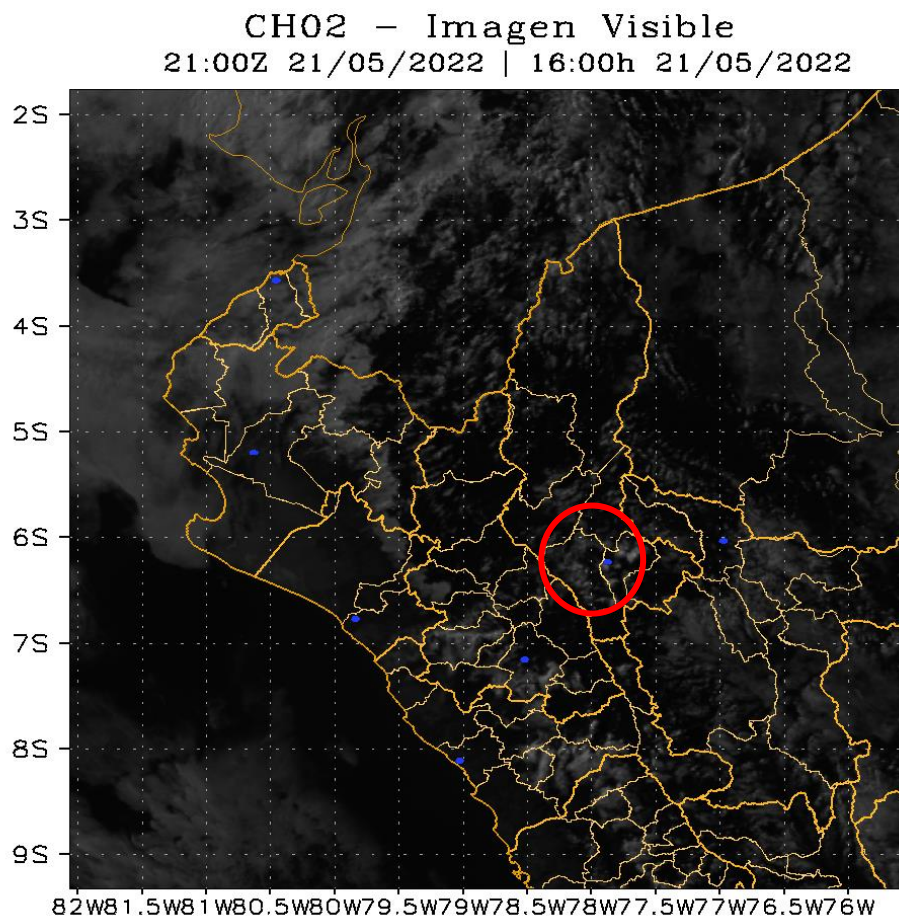 CH02 – Imagen Visible
21:00Z 21/05/2022 | 16:00h 21/05/2022
2S
3S
4S
5S
6S
7S
8S
9S
82W81.5W81W80.5W80W79.5W79W78.5W78W77.5W77W76.5W76W